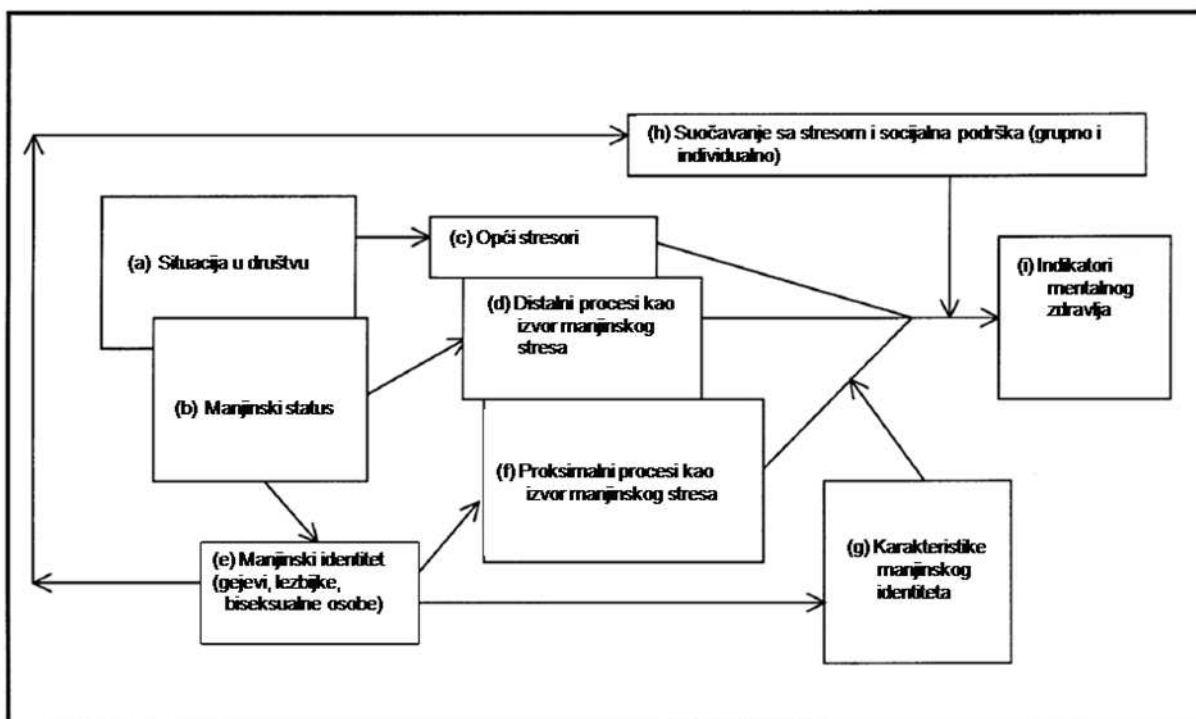 (h) Suočavanje sa stresom i socijalna podrška (grupno i
individualno)
(a) Situacija u društvu
(c) Opći stresori
(i) Indikatori
mentalnog
zdravlja
(d) Distalni procesi kao
izvor manjinskog
stresa
(b) Manjinski status
(f) Proksimalni procesi kao
izvor manjinskog stresa
(e) Manjinski identitet
(gejevi, lezbijke,
biseksualne osobe)
(g) Karakteristike
manjinskog
identiteta